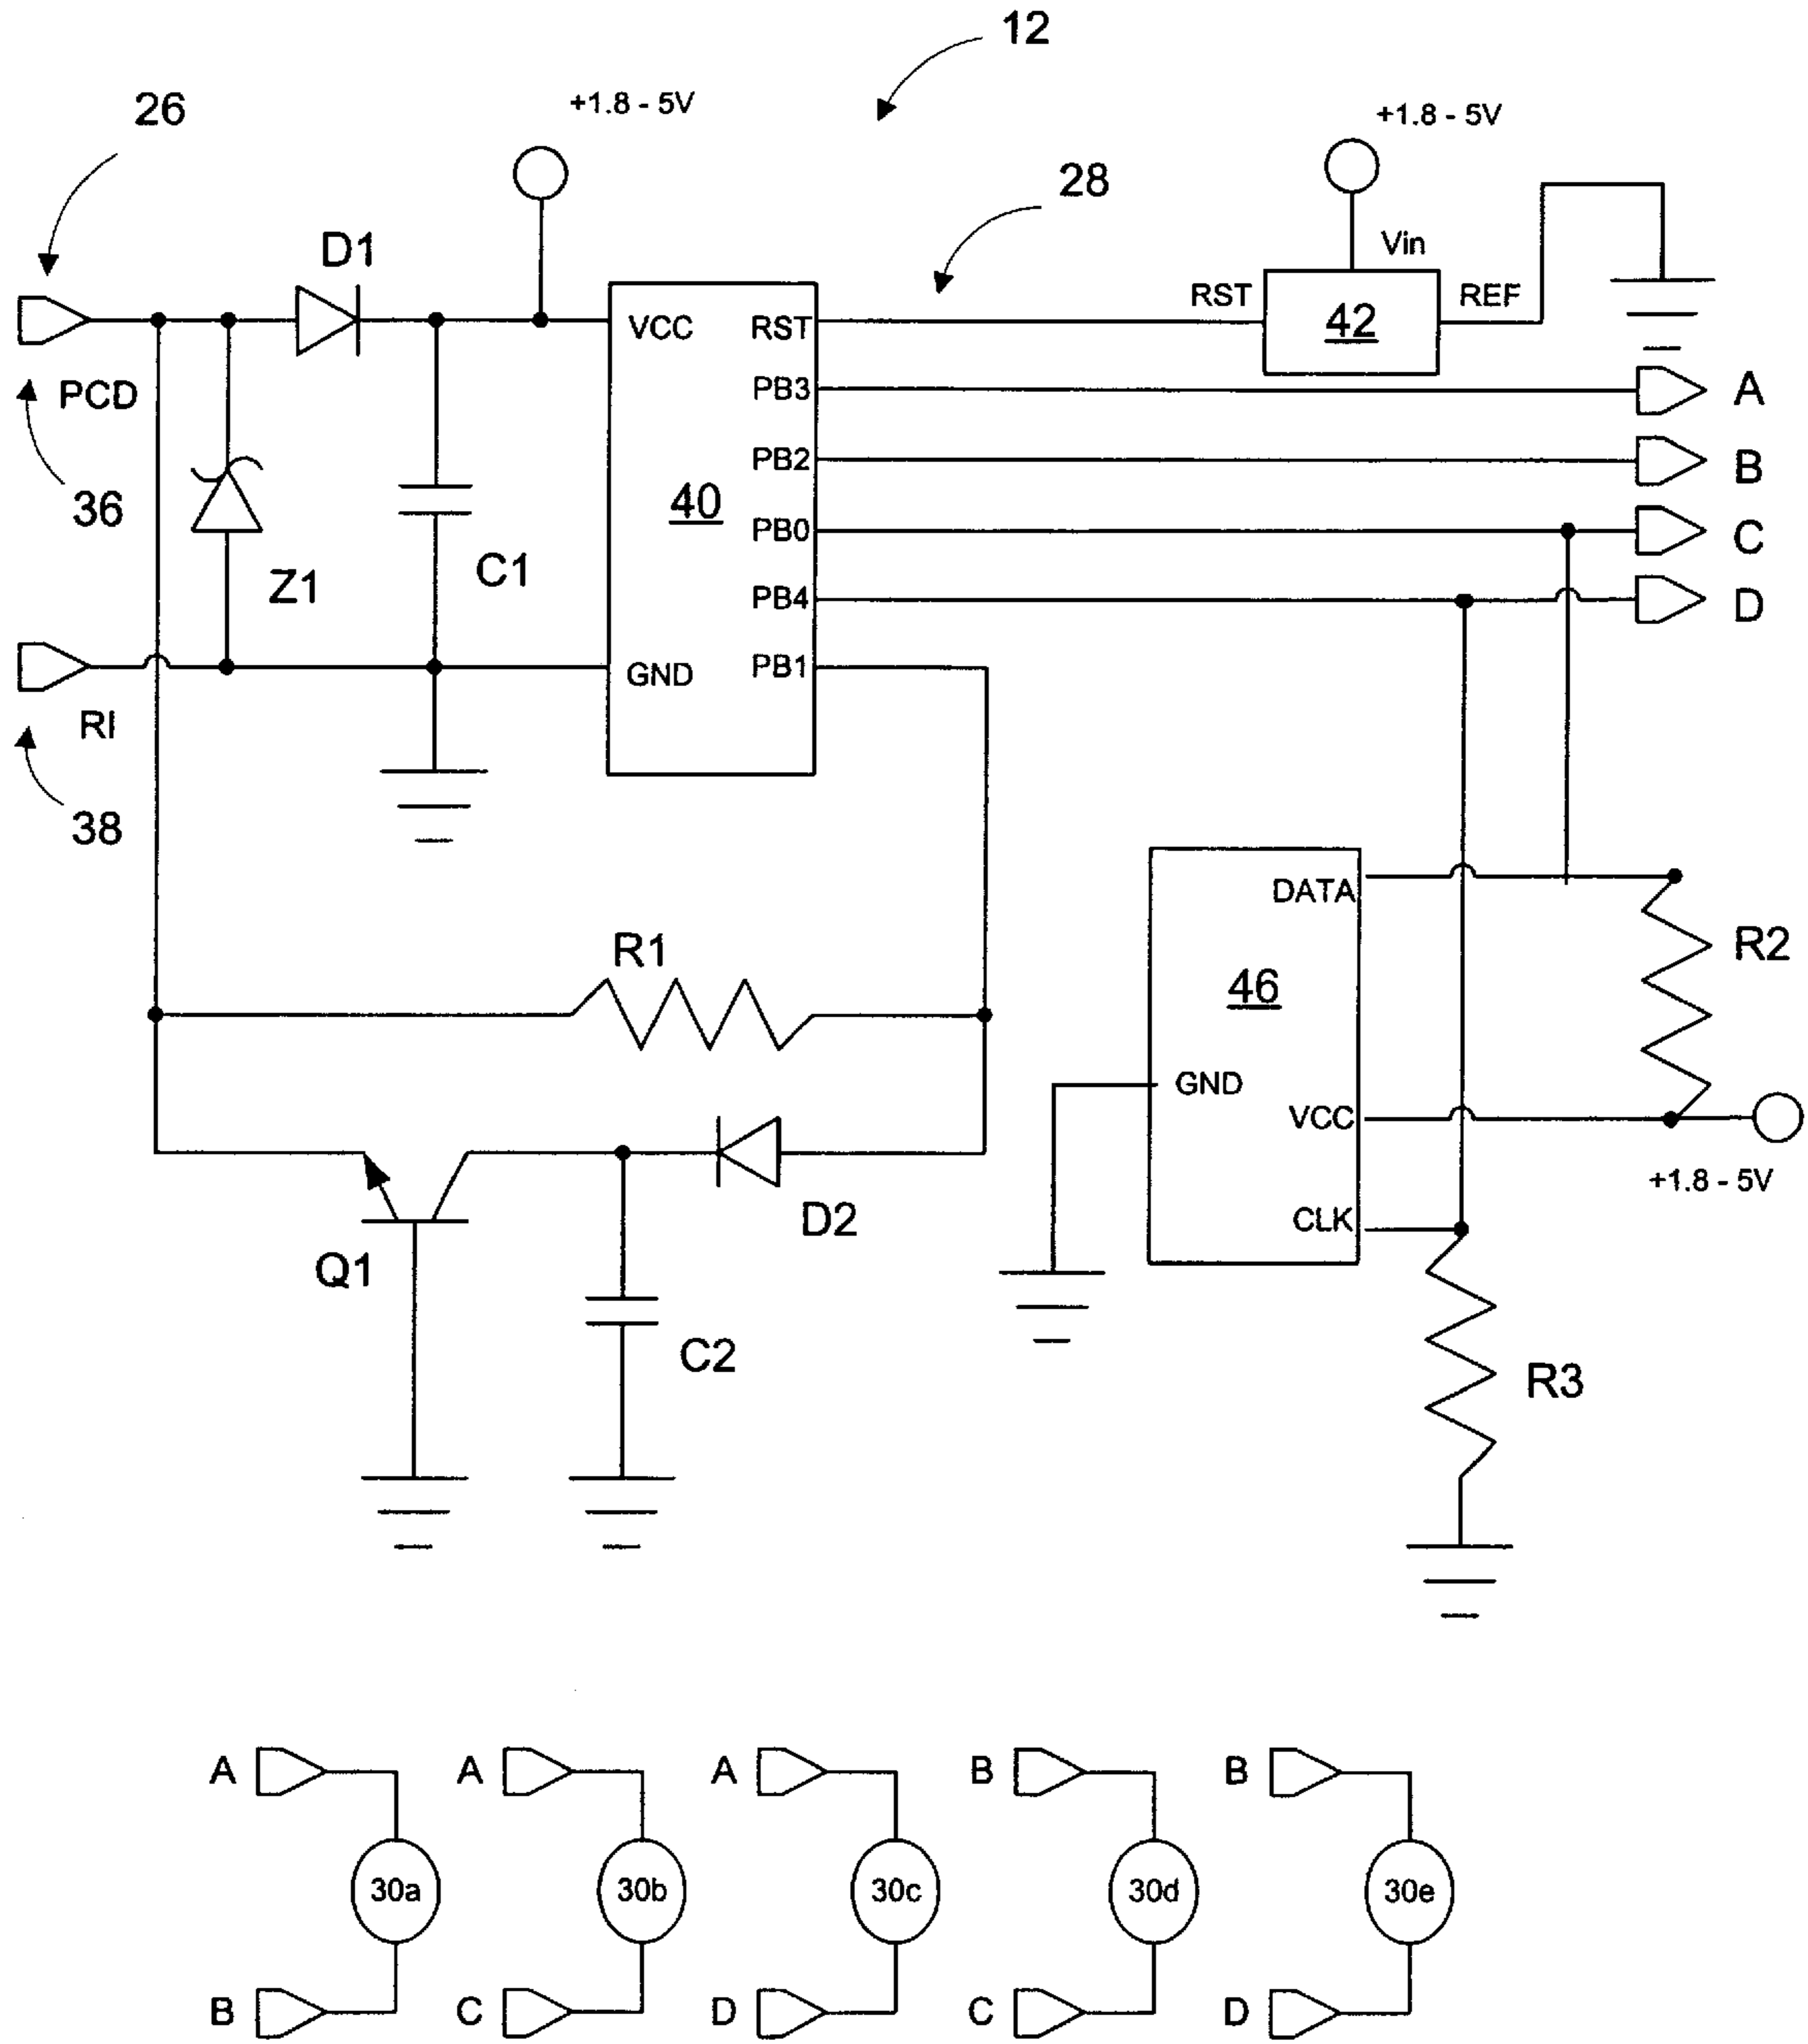 12
26
+1.8 - 5V
+1.8 - 5V
28
D1
Vin
RST
REF
42
VCC
RST
PCD
PB3
A
36
PB2
B
40
PB0
C
Z1
C1
PB4
D
GND
PB1
RI
38
DATA
R1
R2
46
GND
VCC
+1.8 - 5V
D2
CLK
Q1
C2
R3
A
A
A
B
B
30a
30b
30c
30d
30e
B
C
D
C
D